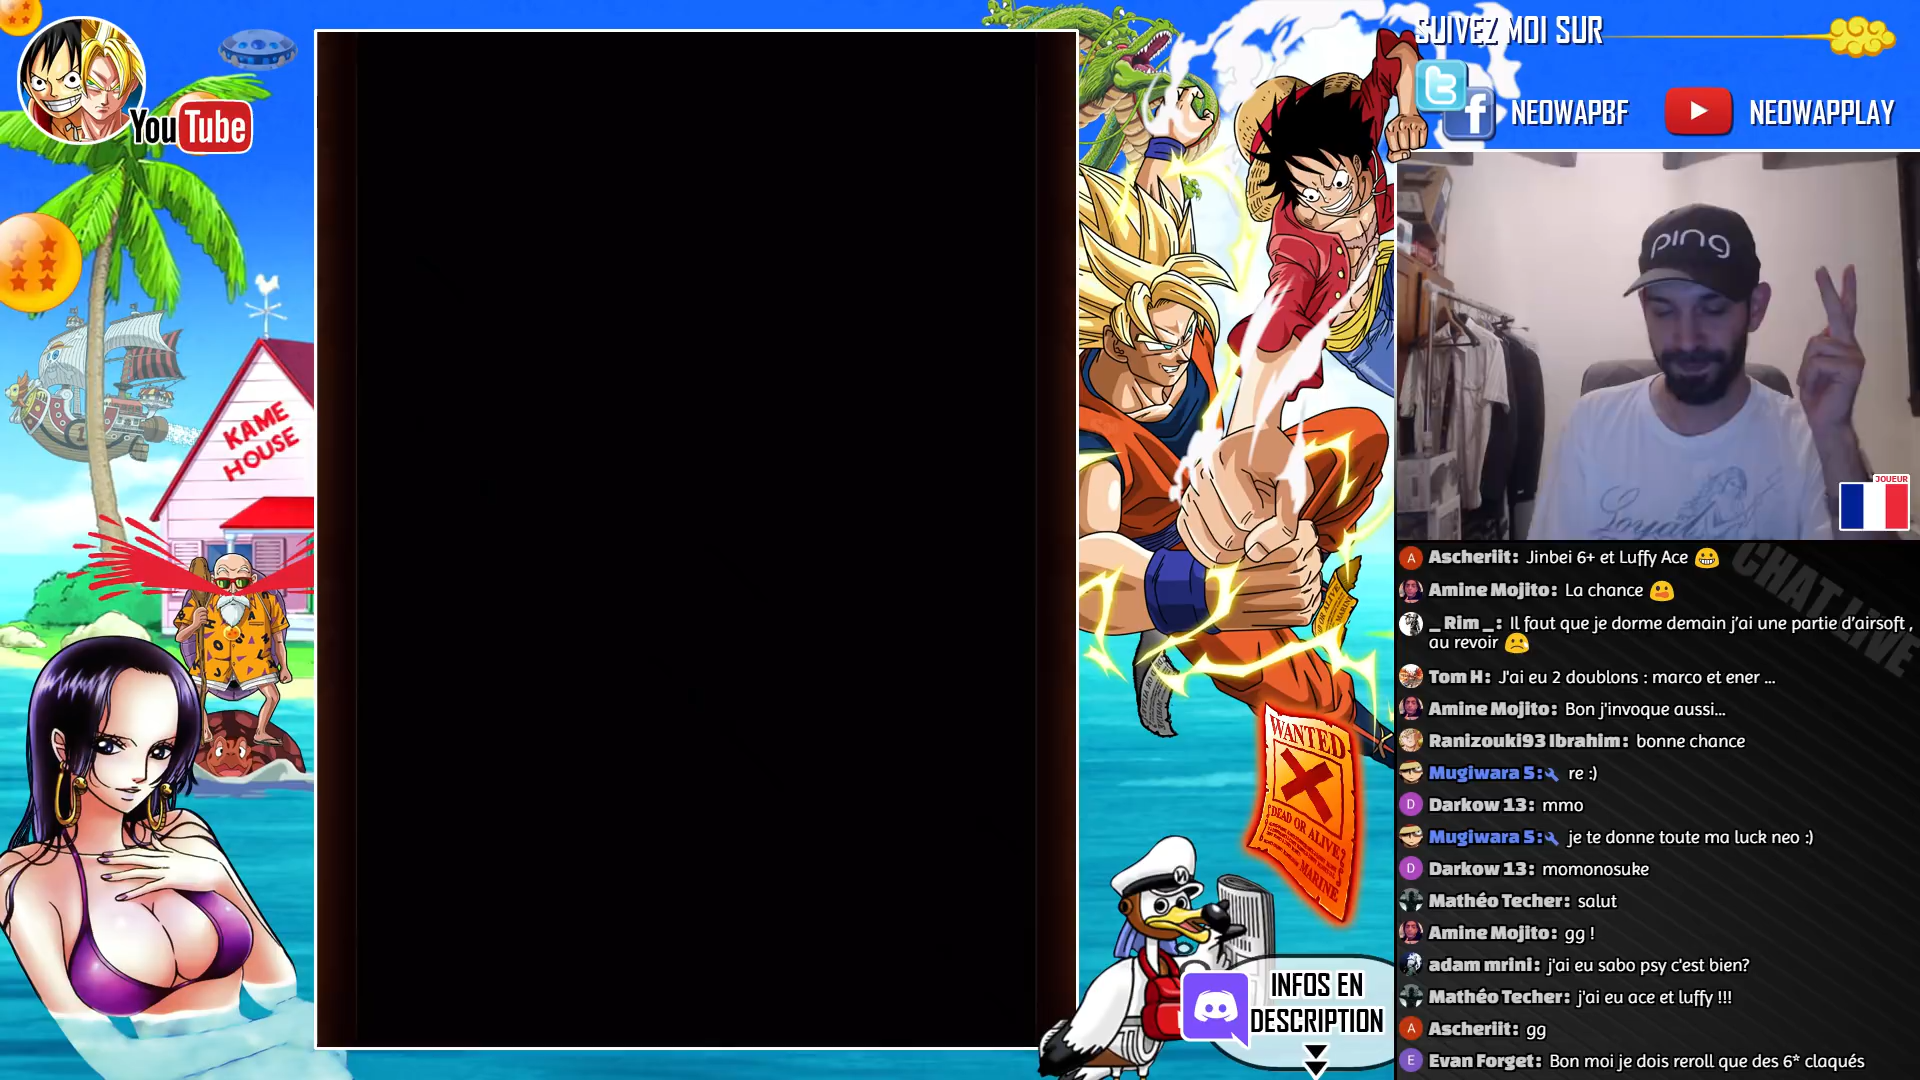 YouTube
KAME
HOUSE
SUIVEZ MOI SUR
NEOWAPBF
NEOWAPPLAY
ping
Loyal
JOUEUR
CHAT LIVE
Ascheriit: Jinbei 6+ et Luffy Ace 😬
Amine Mojito: La chance 😛
_ Rim _: Il faut que je dorme demain j'ai une partie d'airsoft ,
au revoir ☹️
Tom H: J'ai eu 2 doublons : marco et ener ...
Amine Mojito: Bon j'invoque aussi...
Ranizouki93 Ibrahim: bonne chance
Mugiwara 5: re :)
Darkow 13: mmo
Mugiwara 5: je te donne toute ma luck neo :)
Darkow 13: momonosuke
Mathéo Techer: salut
Amine Mojito: gg !
adam mrini: j'ai eu sabo psy c'est bien?
Mathéo Techer: j'ai eu ace et luffy !!!
Ascheriit: gg
Evan Forget: Bon moi je dois reroll que des 6* claqués
WANTED
DEAD OR ALIVE?
MARINE
INFOS EN
DESCRIPTION